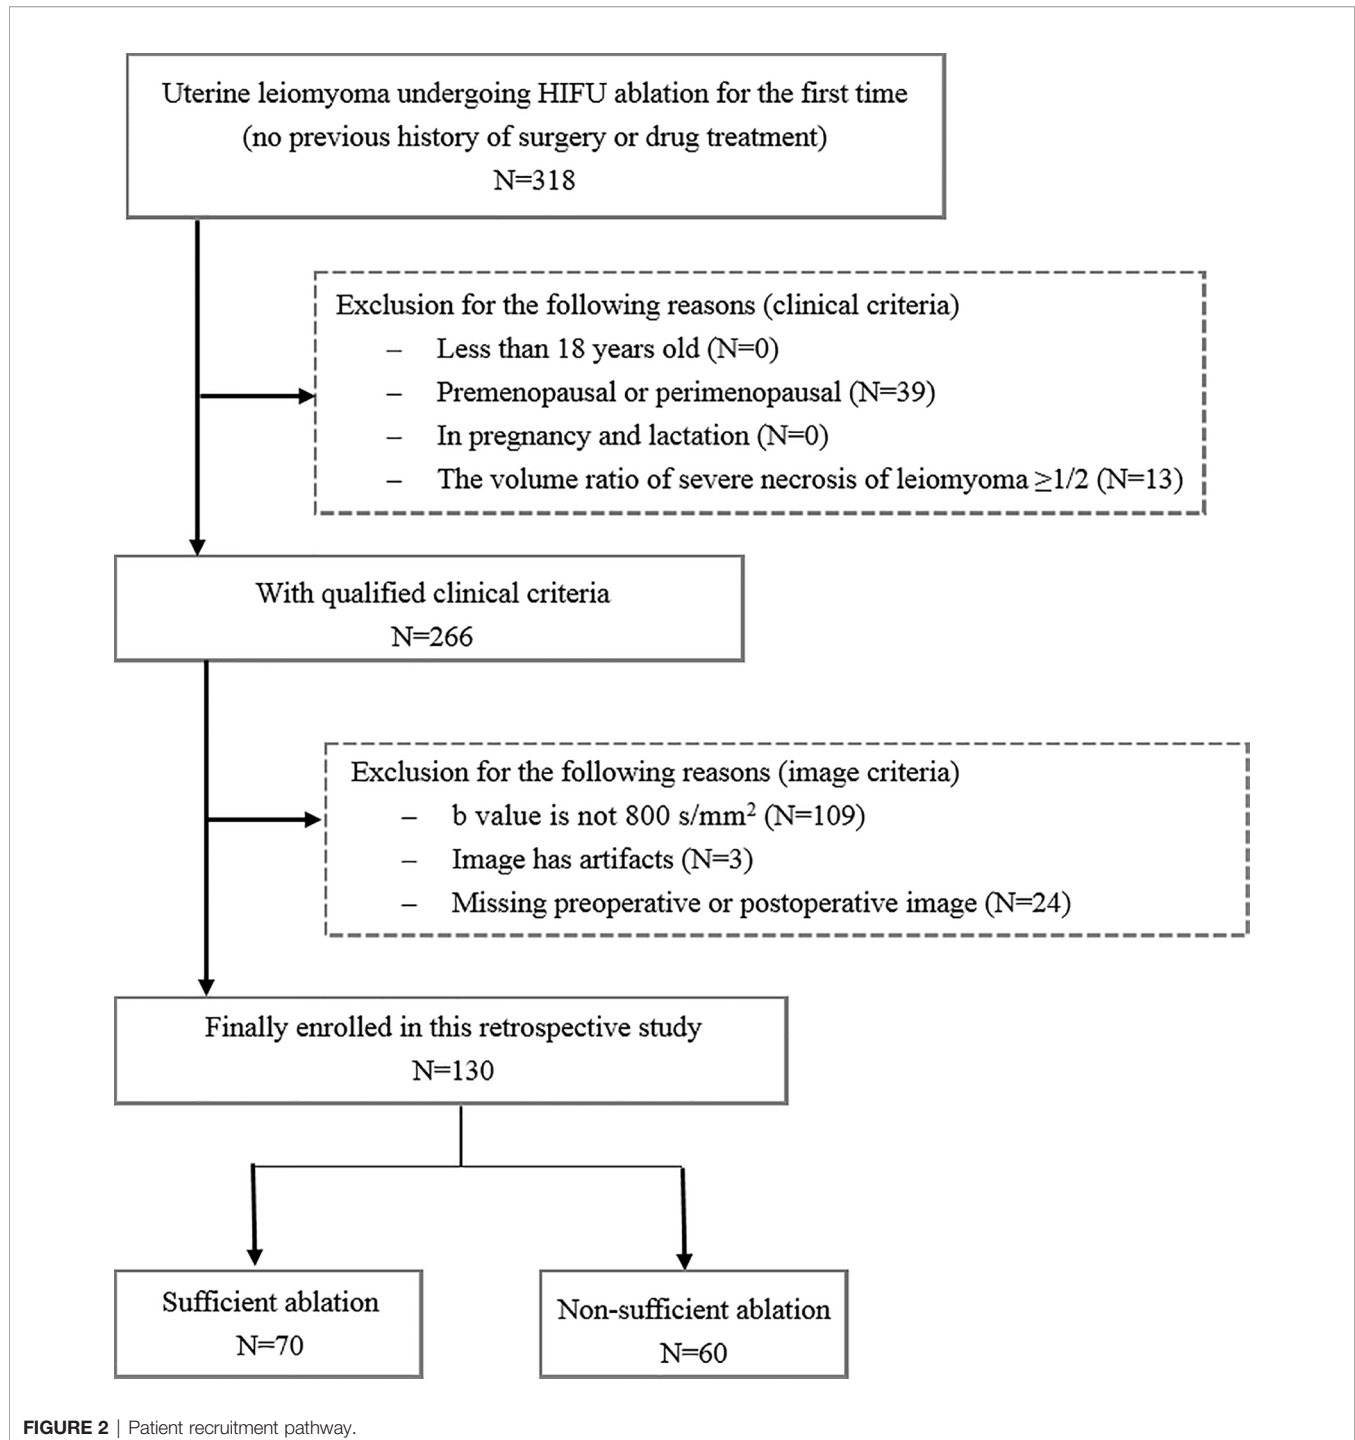 Uterine leiomyoma undergoing HIFU ablation for the first time
(no previous history of surgery or drug treatment)
N=318
Exclusion for the following reasons (clinical criteria)
– Less than 18 years old (N=0)
– Premenopausal or perimenopausal (N=39)
– In pregnancy and lactation (N=0)
– The volume ratio of severe necrosis of leiomyoma ≥1/2 (N=13)
With qualified clinical criteria
N=266
Exclusion for the following reasons (image criteria)
– b value is not 800 s/mm² (N=109)
– Image has artifacts (N=3)
– Missing preoperative or postoperative image (N=24)
Finally enrolled in this retrospective study
N=130
Sufficient ablation
N=70
Non-sufficient ablation
N=60
FIGURE 2 | Patient recruitment pathway.